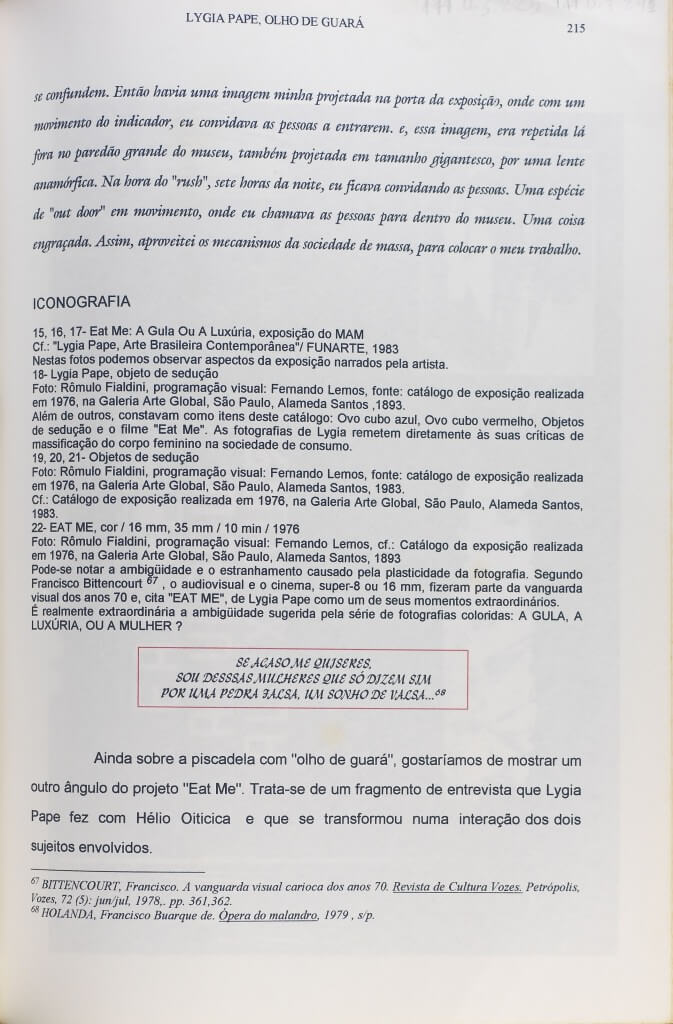 LYGIA PAPE, OLHO DE GUARÁ
215
se confundem. Então havia uma imagem minha projetada na porta da exposição, onde com um
movimento do indicador, eu convidava as pessoas a entrarem. e, essa imagem, era repetida lá
fora no paredão grande do museu, também projetada em tamanho gigantesco, por uma lente
anamórfica. Na hora do "rush", sete horas da noite, eu ficava convidando as pessoas. Uma espécie
de "out door" em movimento, onde eu chamava as pessoas para dentro do museu. Uma coisa
engraçada. Assim, aproveitei os mecanismos da sociedade de massa, para colocar o meu trabalho.
ICONOGRAFIA
15, 16, 17- Eat Me: A Gula Ou A Luxúria, exposição do MAM
Cf.: "Lygia Pape, Arte Brasileira Contemporânea"/ FUNARTE, 1983
Nestas fotos podemos observar aspectos da exposição narrados pela artista.
18- Lygia Pape, objeto de sedução
Foto: Rômulo Fialdini, programação visual: Fernando Lemos, fonte: catálogo de exposição realizada
em 1976, na Galeria Arte Global, São Paulo, Alameda Santos ,1893.
Além de outros, constavam como itens deste catálogo: Ovo cubo azul, Ovo cubo vermelho, Objetos
de sedução e o filme "Eat Me". As fotografias de Lygia remetem diretamente às suas críticas de
massificação do corpo feminino na sociedade de consumo.
19, 20, 21- Objetos de sedução
Foto: Rômulo Fialdini, programação visual: Fernando Lemos, fonte: catálogo de exposição realizada
em 1976, na Galeria Arte Global, São Paulo, Alameda Santos, 1983.
Cf.: Catálogo de exposição realizada em 1976, na Galeria Arte Global, São Paulo, Alameda Santos,
1983.
22- EAT ME, cor / 16 mm, 35 mm / 10 min / 1976
Foto: Rômulo Fialdini, programação visual: Fernando Lemos, cf.: Catálogo da exposição realizada
em 1976, na Galeria Arte Global, São Paulo, Alameda Santos, 1893
Pode-se notar a ambigüidade e o estranhamento causado pela plasticidade da fotografia. Segundo
Francisco Bittencourt 67 , o audiovisual e o cinema, super-8 ou 16 mm, fizeram parte da vanguarda
visual dos anos 70 e, cita "EAT ME", de Lygia Pape como um de seus momentos extraordinários.
É realmente extraordinária a ambigüidade sugerida pela série de fotografias coloridas: A GULA, A
LUXÚRIA, OU A MULHER ?
SE ACASO ME QUISERES,
SOU DESSSAS MULHERES QUE SÓ DIZEM SIM
POR UMA PEDRA FALSA, UM SONHO DE VALSA...68
Ainda sobre a piscadela com "olho de guará", gostaríamos de mostrar um
outro ângulo do projeto "Eat Me". Trata-se de um fragmento de entrevista que Lygia
Pape fez com Hélio Oiticica e que se transformou numa interação dos dois
sujeitos envolvidos.
67 BITTENCOURT, Francisco. A vanguarda visual carioca dos anos 70. Revista de Cultura Vozes. Petrópolis,
Vozes, 72 (5): jun/jul, 1978,. pp. 361,362.
68 HOLANDA, Francisco Buarque de. Ópera do malandro, 1979 , s/p.